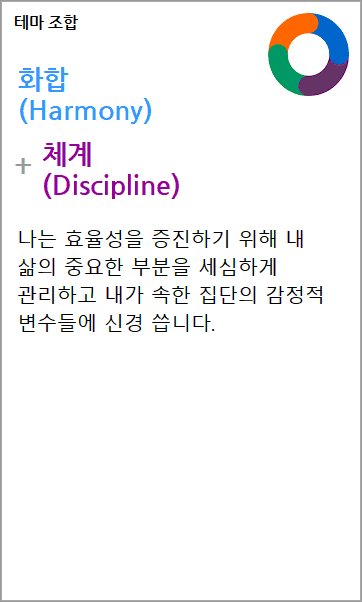 테마 조합
화합
(Harmony)
+ 체계
(Discipline)
나는 효율성을 증진하기 위해 내
삶의 중요한 부분을 세심하게
관리하고 내가 속한 집단의 감정적
변수들에 신경 씁니다.